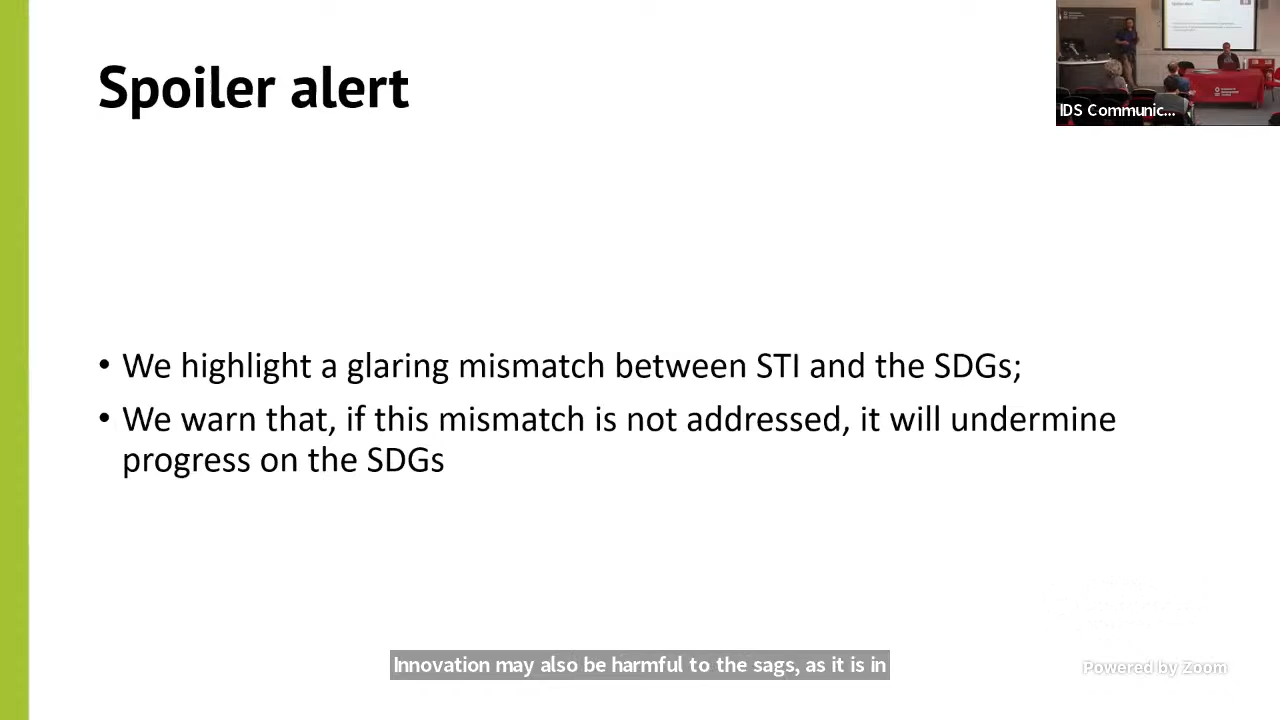 Spoiler alert
IDS Communic...
• We highlight a glaring mismatch between STI and the SDGs;
• We warn that, if this mismatch is not addressed, it will undermine
progress on the SDGs
Innovation may also be harmful to the sags, as it is in
Powered by Zoom